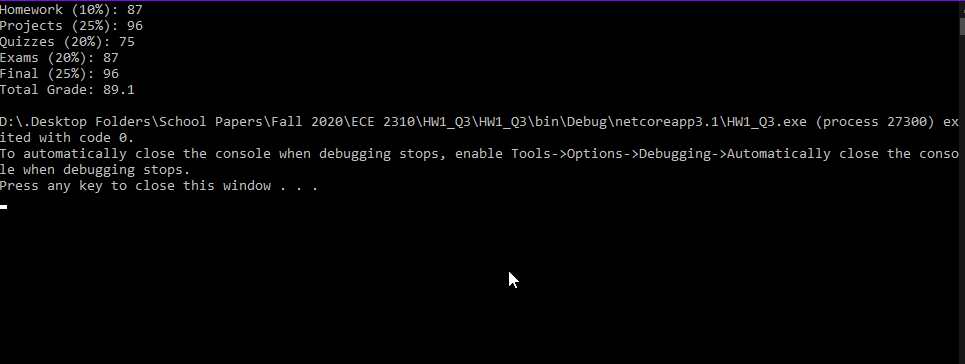 Homework (10%): 87
Projects (25%): 96
Quizzes (20%): 75
Exams (20%): 87
Final (25%): 96
Total Grade: 89.1
D:\.Desktop Folders\School Papers\Fall 2020\ECE 2310\HW1_Q3\HW1_Q3\bin\Debug\netcoreapp3.1\HW1_Q3.exe (process 27300) ex
ited with code 0.
To automatically close the console when debugging stops, enable Tools->Options->Debugging->Automatically close the conso
le when debugging stops.
Press any key to close this window . . .